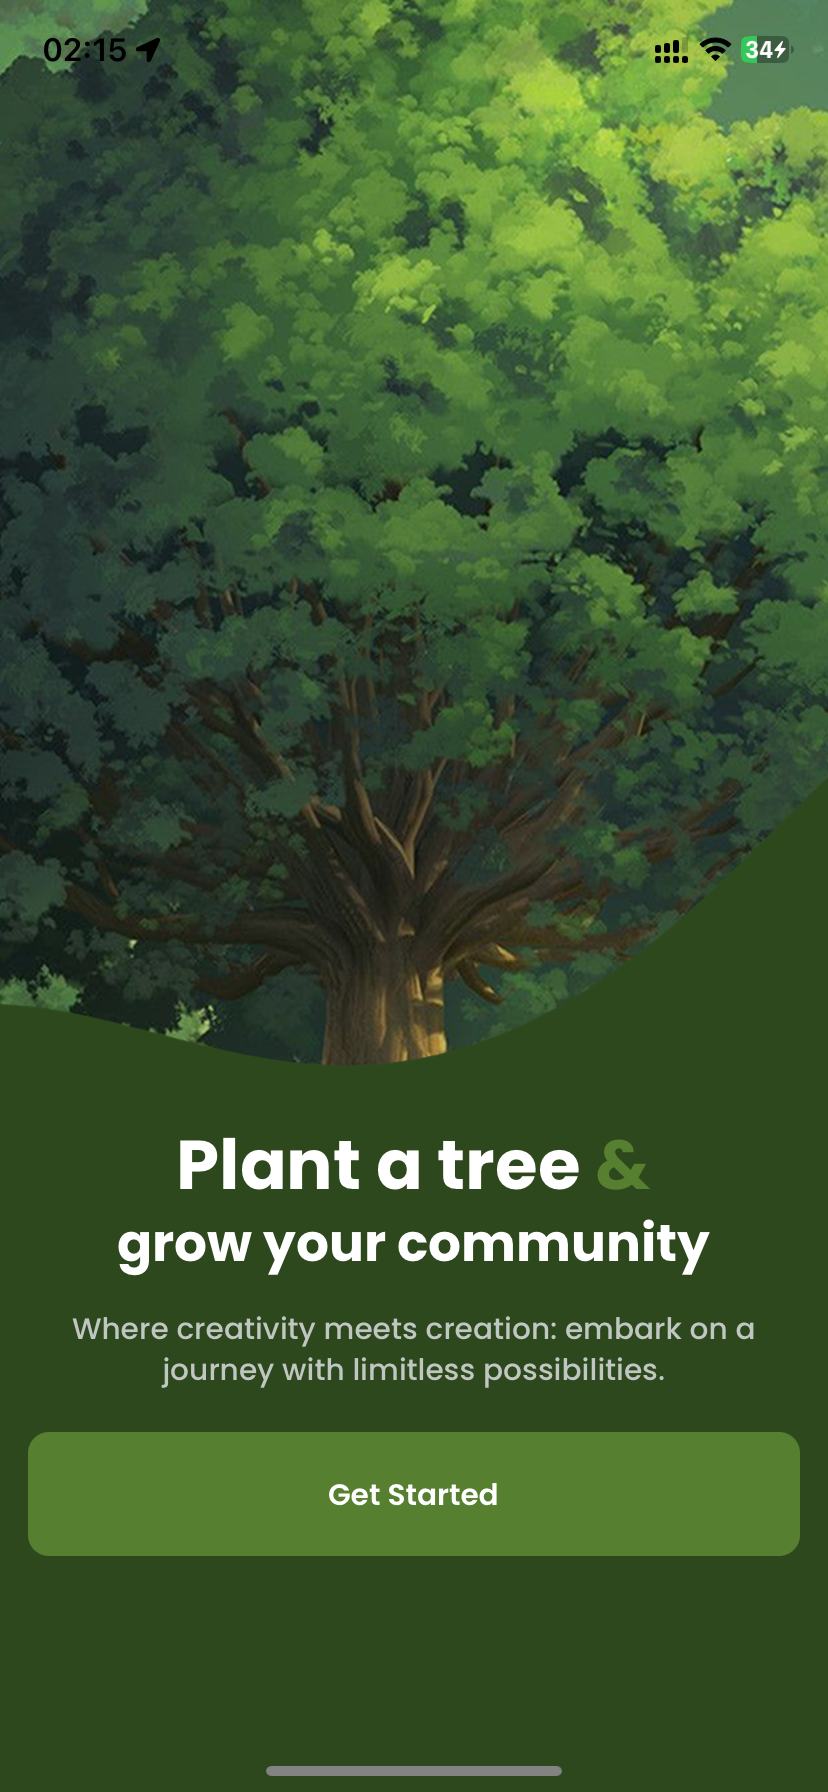 02:15
34
Plant a tree &
grow your community
Where creativity meets creation: embark on a
journey with limitless possibilities.
Get Started